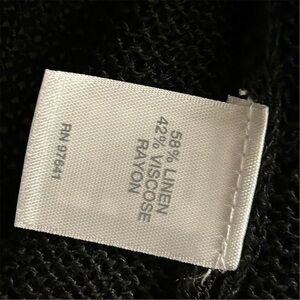 58% LINEN
42% VISCOSE
RAYON
RN 97641